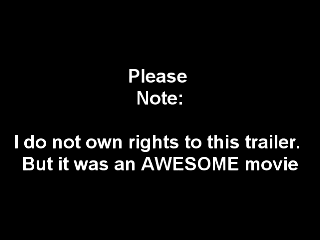 Please
Note:
I do not own rights to this trailer.
But it was an AWESOME movie